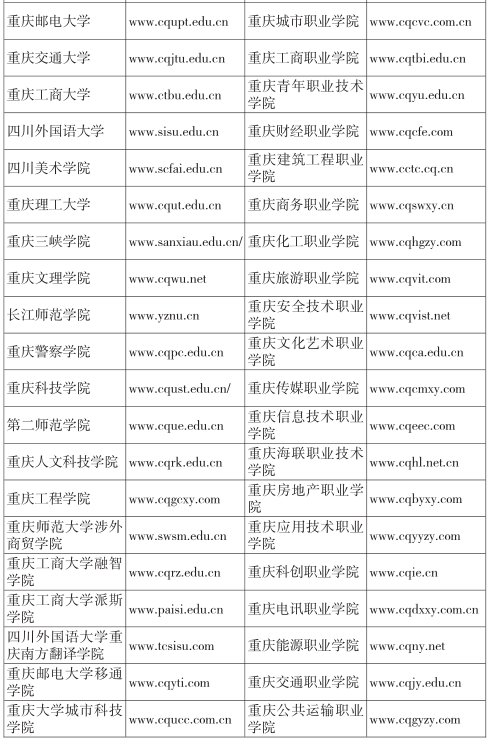 重庆邮电大学 www.cqupt.edu.cn 重庆城市职业学院 www.cqcvc.com.cn
重庆交通大学 www.cqjtu.edu.cn 重庆工商职业学院 www.cqtbi.edu.cn
重庆工商大学 www.ctbu.edu.cn 重庆青年职业技术
学院 www.cqyu.edu.cn
四川外国语大学 www.sisu.edu.cn 重庆财经职业学院 www.cqcfe.com
四川美术学院 www.scfai.edu.cn 重庆建筑工程职业
学院 www.cctc.cq.cn
重庆理工大学 www.cqut.edu.cn 重庆商务职业学院 www.cqswxy.cn
重庆三峡学院 www.sanxiau.edu.cn/ 重庆化工职业学院 www.cqhgzy.com
重庆文理学院 www.cqwu.net 重庆旅游职业学院 www.cqvit.com
长江师范学院 www.yznu.cn 重庆安全技术职业
学院 www.cqvist.net
重庆警察学院 www.cqpc.edu.cn 重庆文化艺术职业
学院 www.cqca.edu.cn
重庆科技学院 www.cqust.edu.cn/ 重庆传媒职业学院 www.cqcmxy.com
第二师范学院 www.cque.edu.cn 重庆信息技术职业
学院 www.cqeec.com
重庆人文科技学院 www.cqrk.edu.cn 重庆海联职业技术
学院 www.cqhl.net.cn
重庆工程学院 www.cqgcxy.com 重庆房地产职业学
院 www.cqbyxy.com
重庆师范大学涉外
商贸学院 www.swsm.edu.cn 重庆应用技术职业
学院 www.cqyyzy.com
重庆工商大学融智
学院 www.cqrz.edu.cn 重庆科创职业学院 www.cqie.cn
重庆工商大学派斯
学院 www.paisi.edu.cn 重庆电讯职业学院 www.cqdxxy.com.cn
四川外国语大学重
庆南方翻译学院 www.tcsisu.com 重庆能源职业学院 www.cqny.net
重庆邮电大学移通
学院 www.cqyti.com 重庆交通职业学院 www.cqjy.edu.cn
重庆大学城市科技
学院 www.cqucc.com.cn 重庆公共运输职业
学院 www.cqgyzy.com